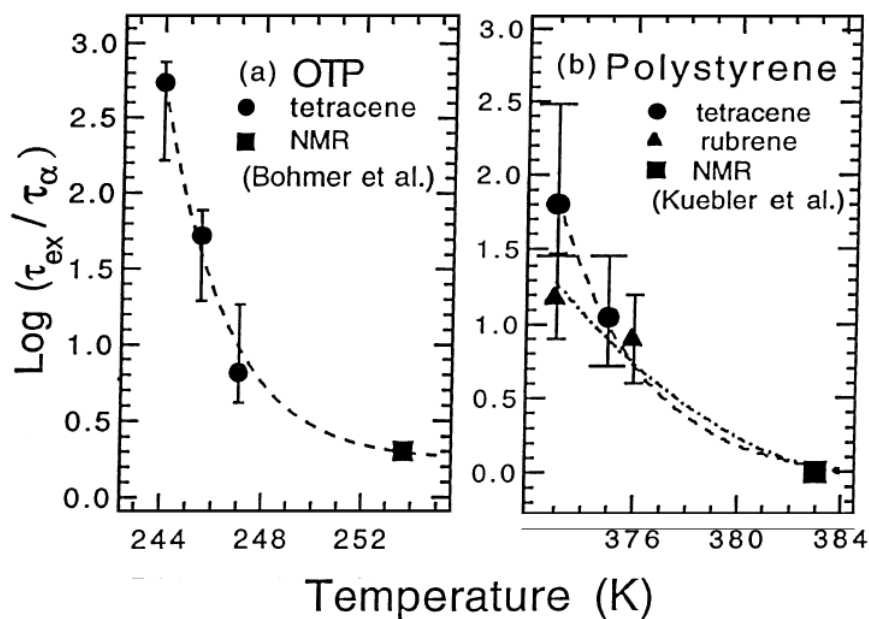 Log (τex / τα)
3.0
2.5
2.0
1.5
1.0
0.5
0.0
(a) OTP
tetracene
NMR
(Bohmer et al.)
244 248 252
3.0
2.5
2.0
1.5
1.0
0.5
0.0
(b) Polystyrene
tetracene
rubrene
NMR
(Kuebler et al.)
376 380 384
Temperature (K)